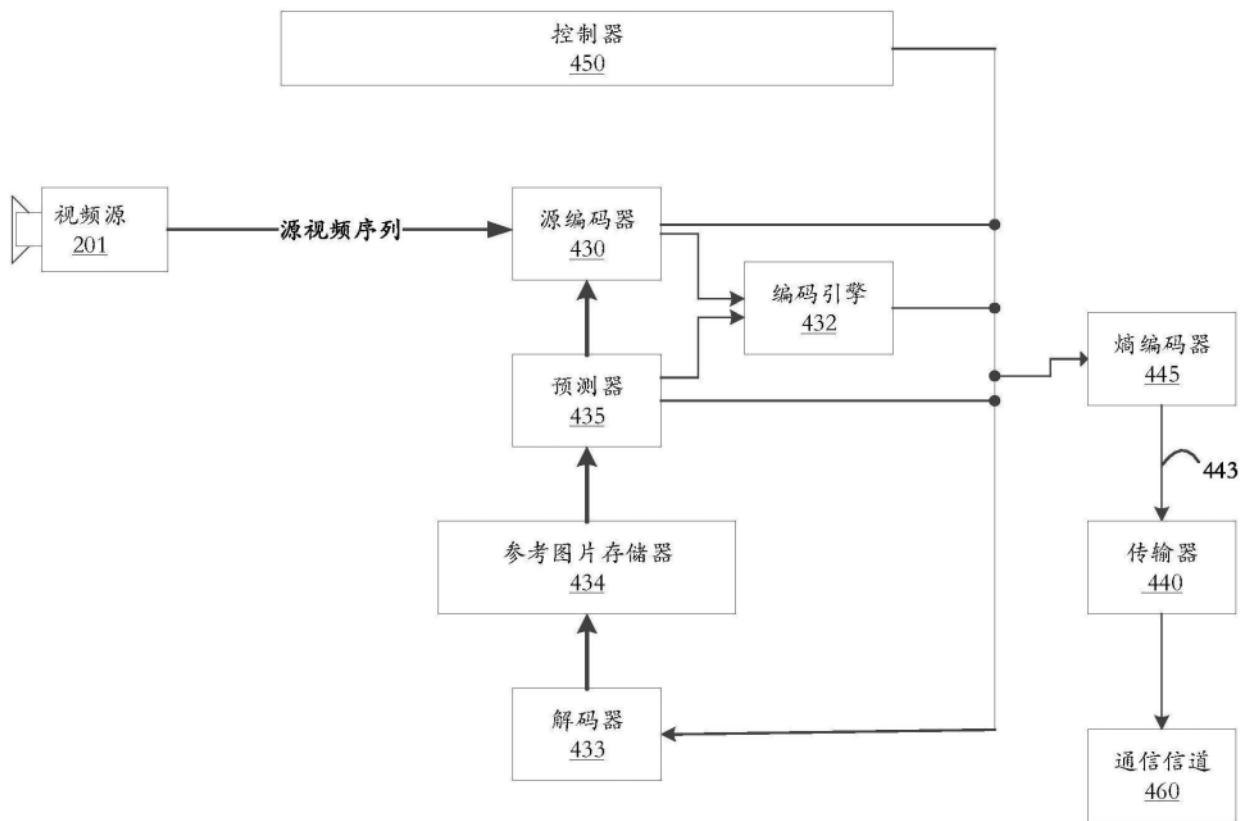 控制器
450
视频源
201
源视频序列
源编码器
430
编码引擎
432
熵编码器
445
预测器
435
443
参考图片存储器
434
传输器
440
解码器
433
通信信道
460